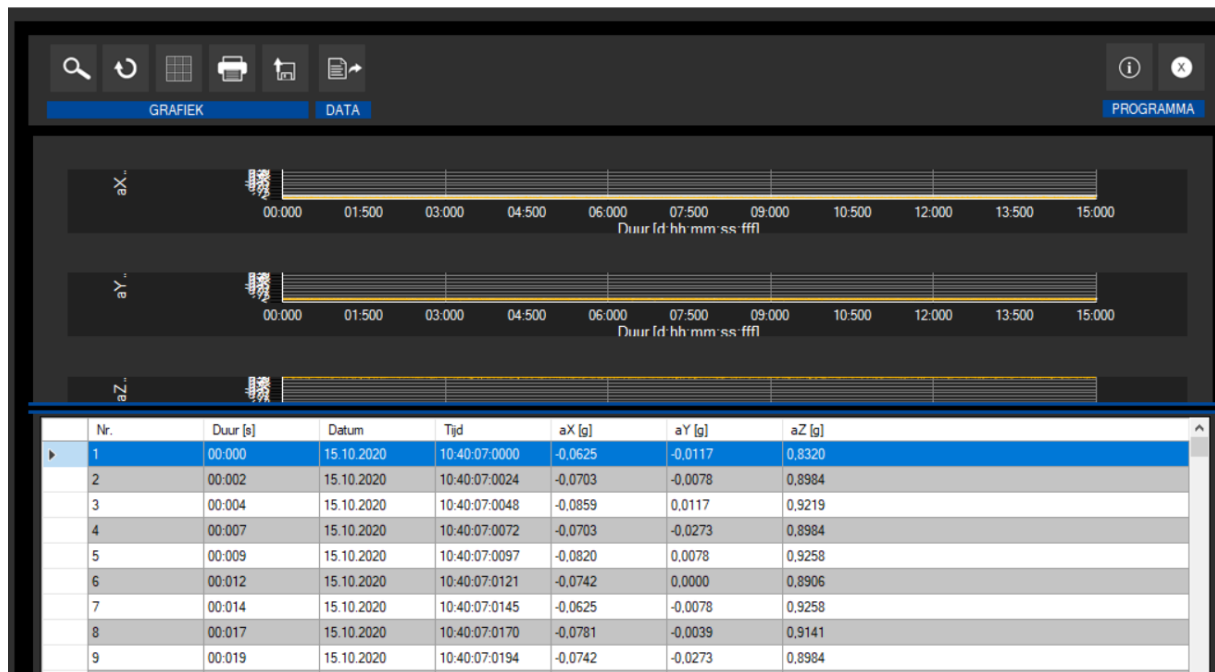 GRAFIEK DATA PROGRAMMA
aX..
00:000 01:500 03:000 04:500 06:000 07:500 09:000 10:500 12:000 13:500 15:000
Duur [d:hh:mm:ss:fff]
aY..
00:000 01:500 03:000 04:500 06:000 07:500 09:000 10:500 12:000 13:500 15:000
Duur [d:hh:mm:ss:fff]
aZ..
Nr. Duur [s] Datum Tijd aX [g] aY [g] aZ [g]
1 00:000 15.10.2020 10:40:07:0000 -0,0625 -0,0117 0,8320
2 00:002 15.10.2020 10:40:07:0024 -0,0703 -0,0078 0,8984
3 00:004 15.10.2020 10:40:07:0048 -0,0859 0,0117 0,9219
4 00:007 15.10.2020 10:40:07:0072 -0,0703 -0,0273 0,8984
5 00:009 15.10.2020 10:40:07:0097 -0,0820 0,0078 0,9258
6 00:012 15.10.2020 10:40:07:0121 -0,0742 0,0000 0,8906
7 00:014 15.10.2020 10:40:07:0145 -0,0625 -0,0078 0,9258
8 00:017 15.10.2020 10:40:07:0170 -0,0781 -0,0039 0,9141
9 00:019 15.10.2020 10:40:07:0194 -0,0742 -0,0273 0,8984